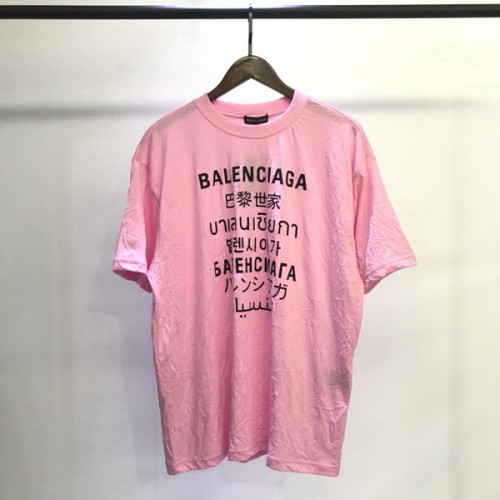 BALENCIAGA
巴黎世家
บาเลนเซียกา
발렌시아가
БАЛЕНСИАГА
バレンシアガ